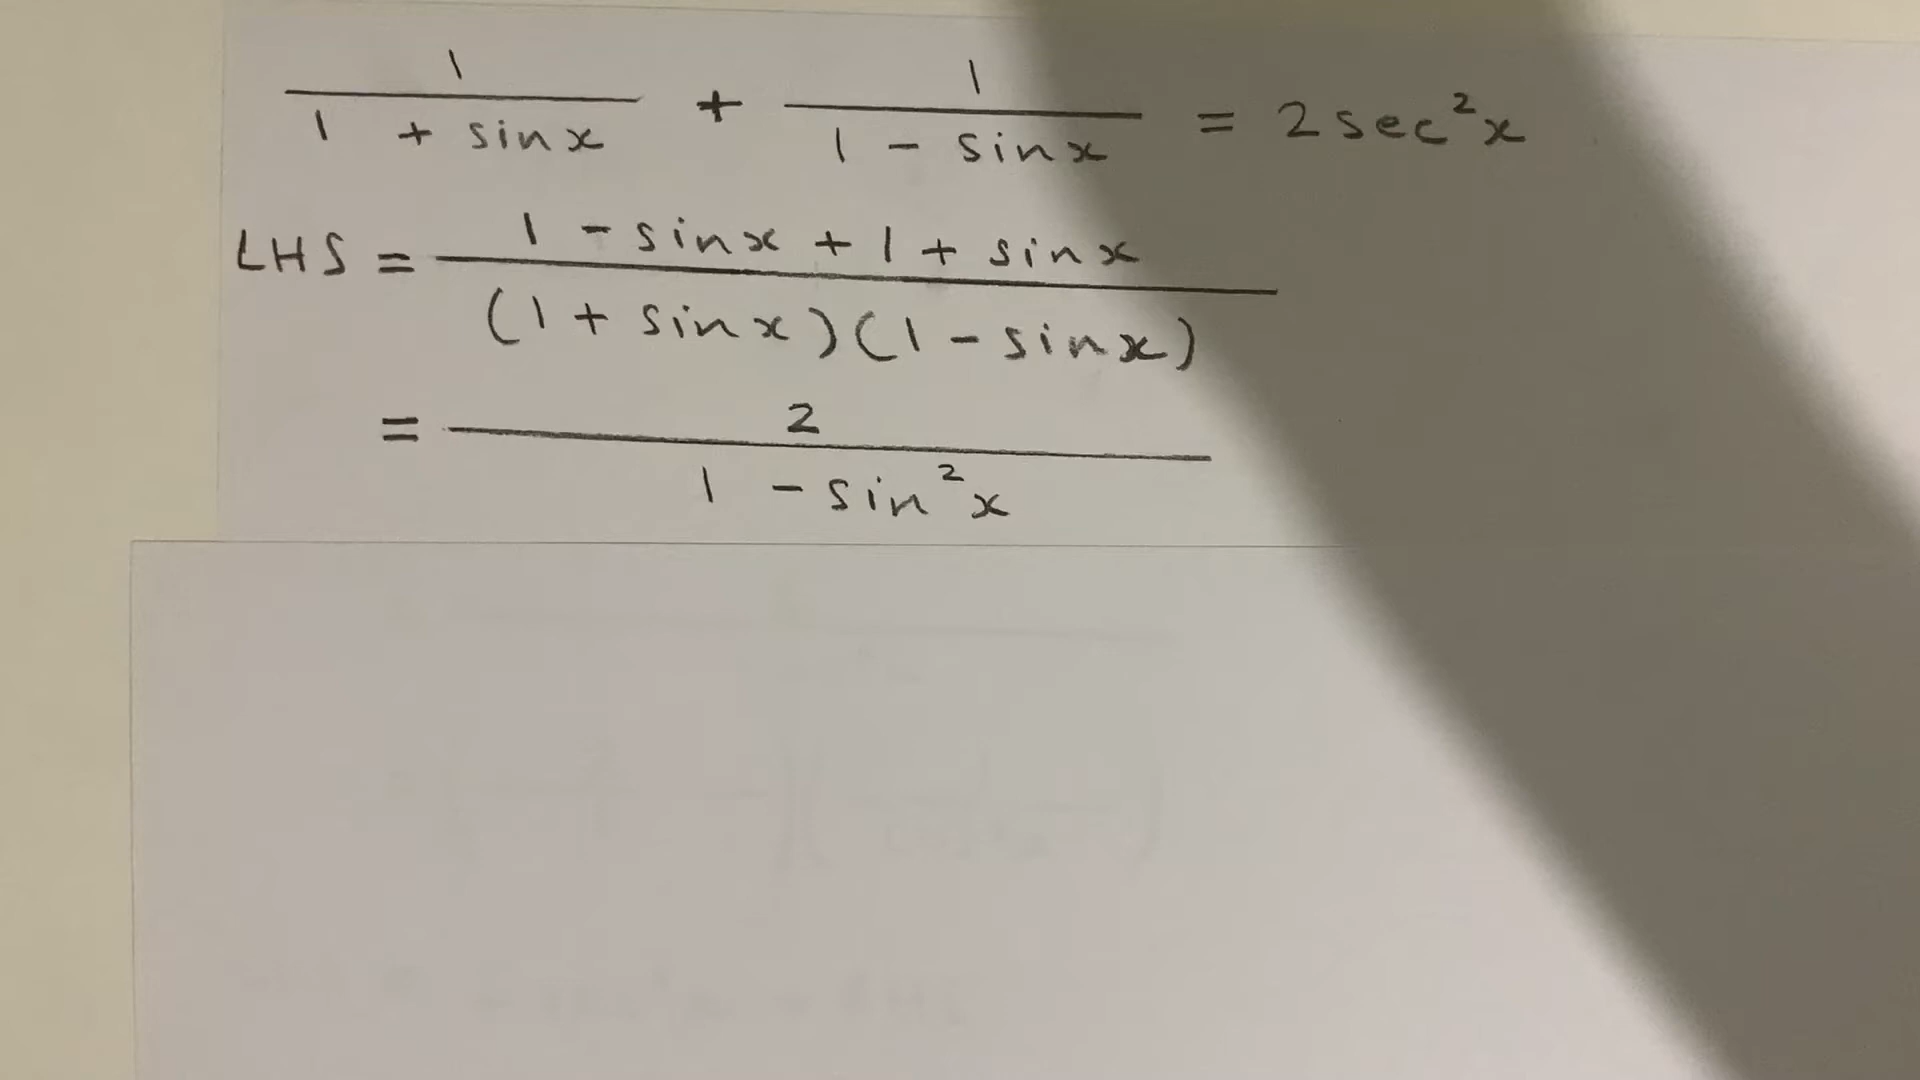 1/(1 + sinx) + 1/(1 - sinx) = 2sec²x
LHS = (1 - sinx + 1 + sinx)/((1 + sinx)(1 - sinx))
= 2/(1 - sin²x)